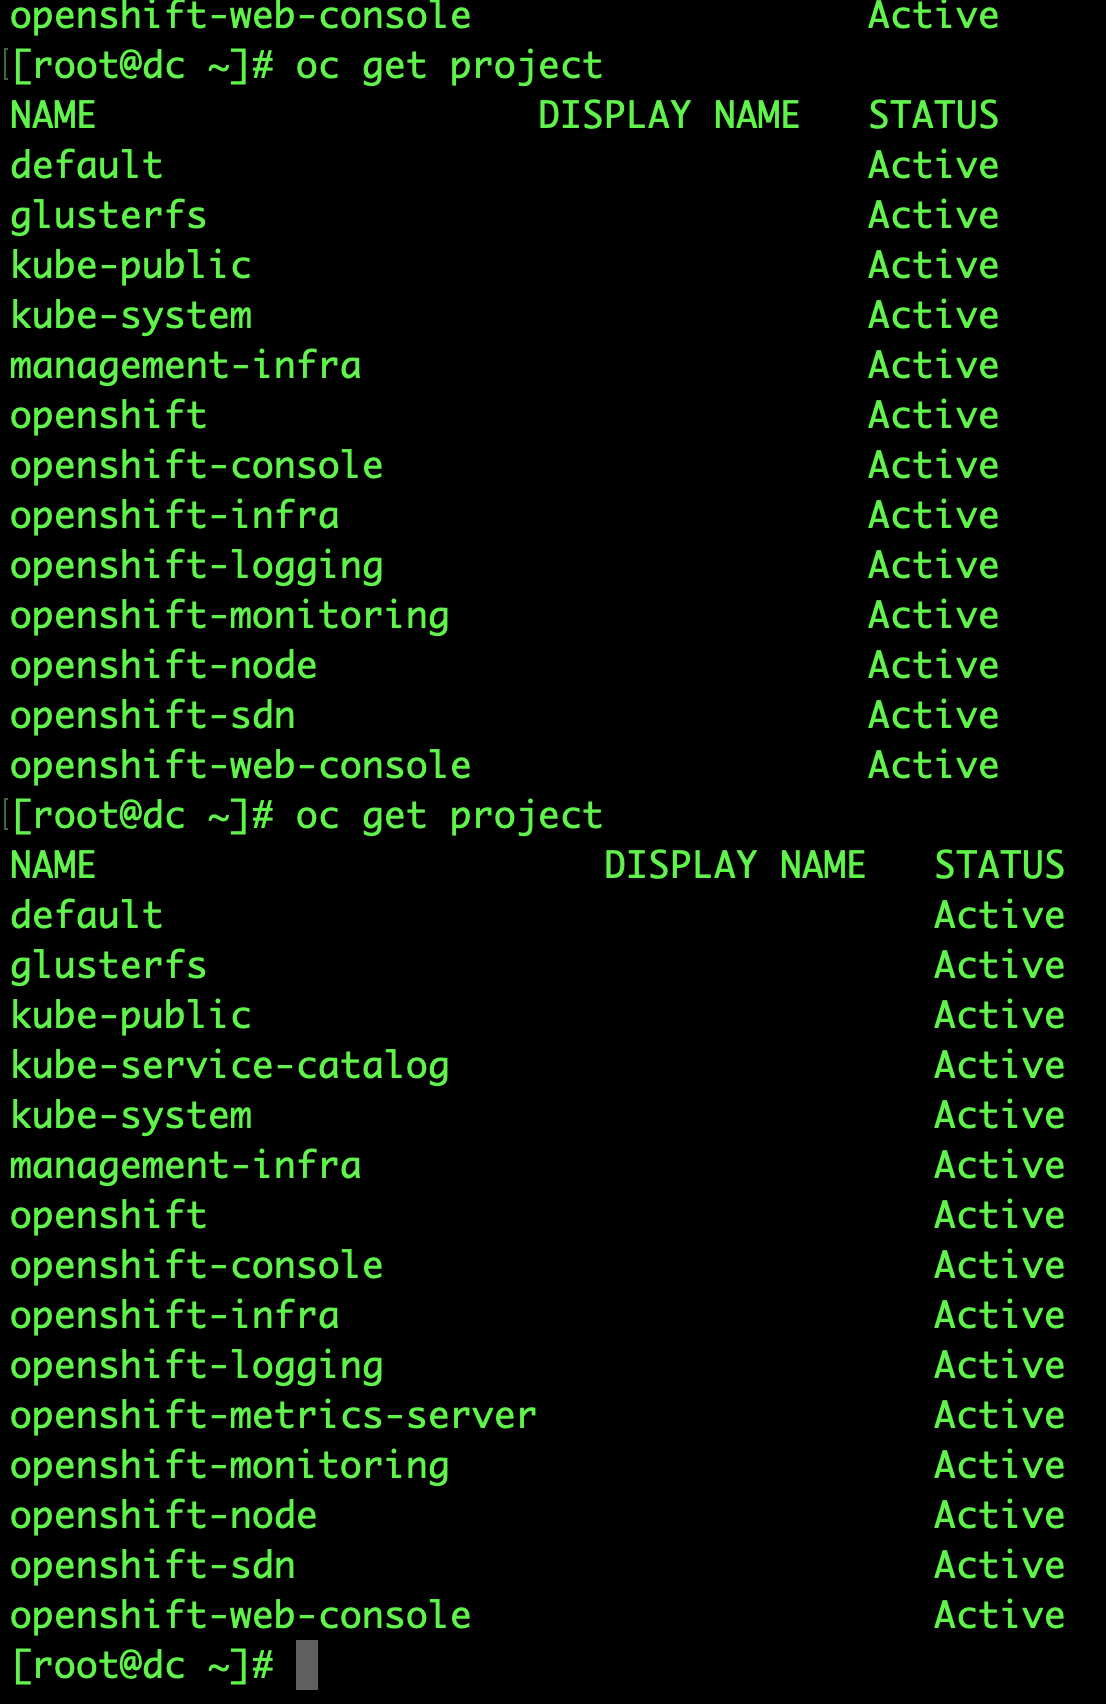 openshift-web-console                  Active
[root@dc ~]# oc get project
NAME                    DISPLAY NAME   STATUS
default                                Active
glusterfs                              Active
kube-public                            Active
kube-system                            Active
management-infra                       Active
openshift                              Active
openshift-console                      Active
openshift-infra                        Active
openshift-logging                      Active
openshift-monitoring                   Active
openshift-node                         Active
openshift-sdn                          Active
openshift-web-console                  Active
[root@dc ~]# oc get project
NAME                       DISPLAY NAME   STATUS
default                                   Active
glusterfs                                 Active
kube-public                               Active
kube-service-catalog                      Active
kube-system                               Active
management-infra                          Active
openshift                                 Active
openshift-console                         Active
openshift-infra                           Active
openshift-logging                         Active
openshift-metrics-server                  Active
openshift-monitoring                      Active
openshift-node                            Active
openshift-sdn                             Active
openshift-web-console                     Active
[root@dc ~]#